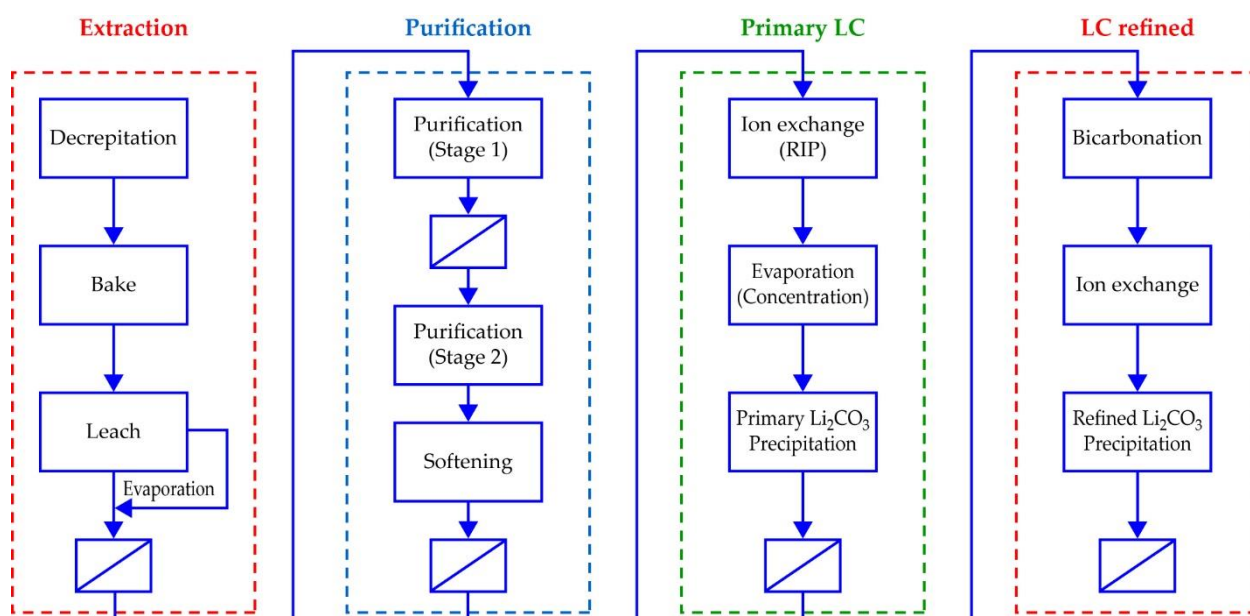 Extraction
Decrepitation
Bake
Leach
Evaporation
Purification
Purification
(Stage 1)
Purification
(Stage 2)
Softening
Primary LC
Ion exchange
(RIP)
Evaporation
(Concentration)
Primary Li₂CO₃
Precipitation
LC refined
Bicarbonation
Ion exchange
Refined Li₂CO₃
Precipitation